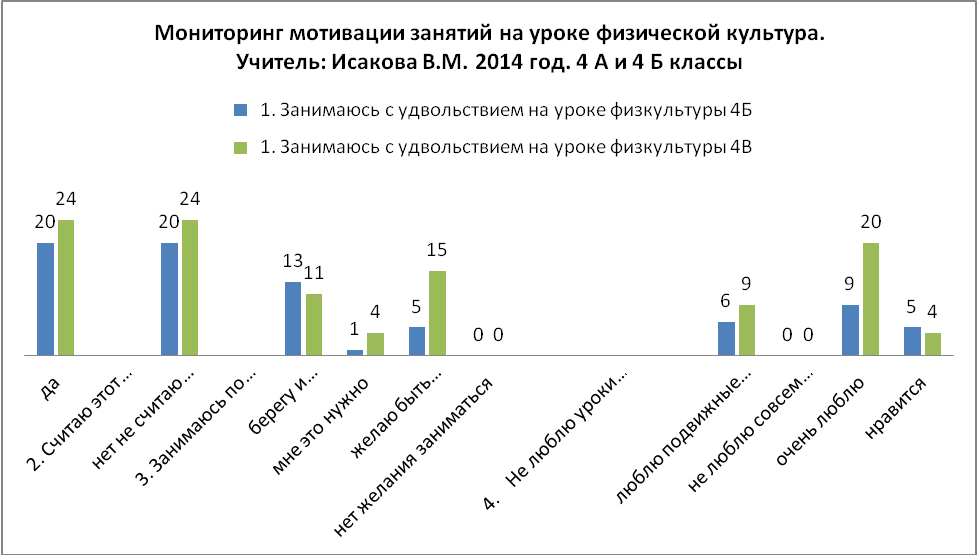 Мониторинг мотивации занятий на уроке физической культура.
Учитель: Исакова В.М. 2014 год. 4 А и 4 Б классы
1. Занимаюсь с удвольствием на уроке физкультуры 4Б
1. Занимаюсь с удвольствием на уроке физкультуры 4В
20 24 20 24 13 11 1 4 5 15 0 0 6 9 0 0 9 20 5 4
да
2. Считаю этот...
нет не считаю...
3. Занимаюсь по...
берегу и...
мне это нужно
желаю быть...
нет желания заниматься
4. Не люблю уроки...
люблю подвижные...
не люблю совсем...
очень люблю
нравится